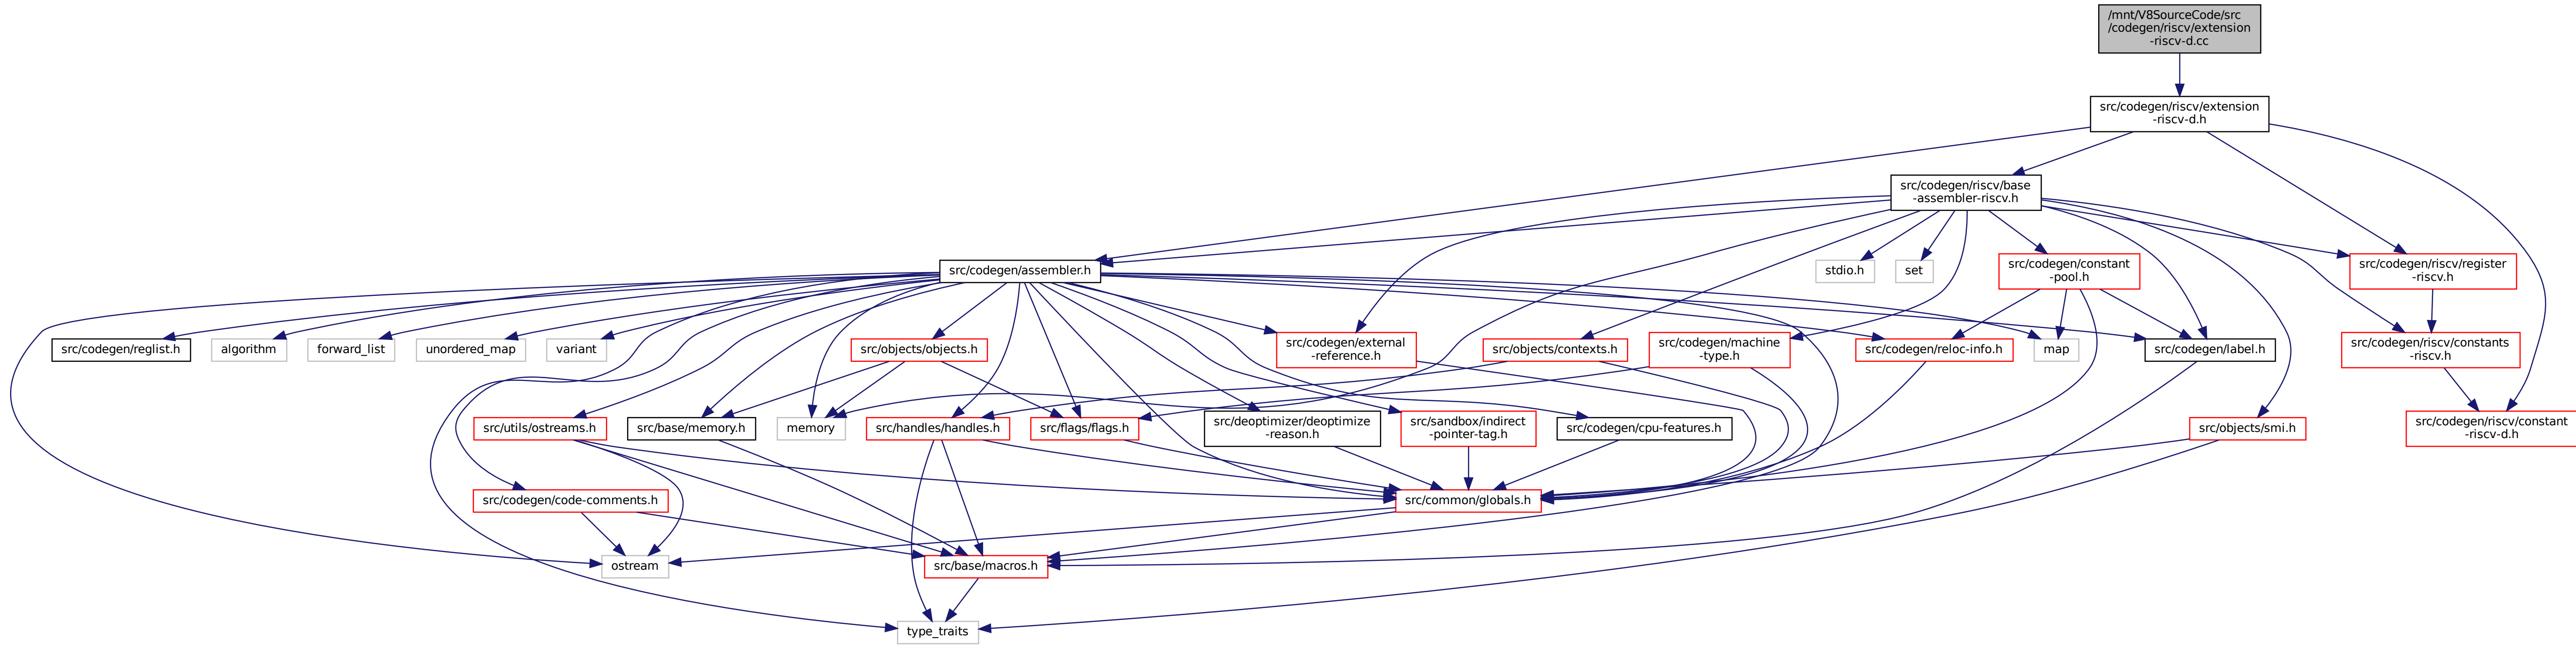 /mnt/V8SourceCode/src
/codegen/riscv/extension
-riscv-d.cc
src/codegen/riscv/extension
-riscv-d.h
src/codegen/riscv/base
-assembler-riscv.h
src/codegen/assembler.h
stdio.h
set
src/codegen/constant
-pool.h
src/codegen/riscv/register
-riscv.h
src/codegen/reglist.h
algorithm
forward_list
unordered_map
variant
src/objects/objects.h
src/codegen/external
-reference.h
src/objects/contexts.h
src/codegen/machine
-type.h
src/codegen/reloc-info.h
map
src/codegen/label.h
src/codegen/riscv/constants
-riscv.h
src/utils/ostreams.h
src/base/memory.h
memory
src/handles/handles.h
src/flags/flags.h
src/deoptimizer/deoptimize
-reason.h
src/sandbox/indirect
-pointer-tag.h
src/codegen/cpu-features.h
src/objects/smi.h
src/codegen/riscv/constant
-riscv-d.h
src/codegen/code-comments.h
src/common/globals.h
ostream
src/base/macros.h
type_traits